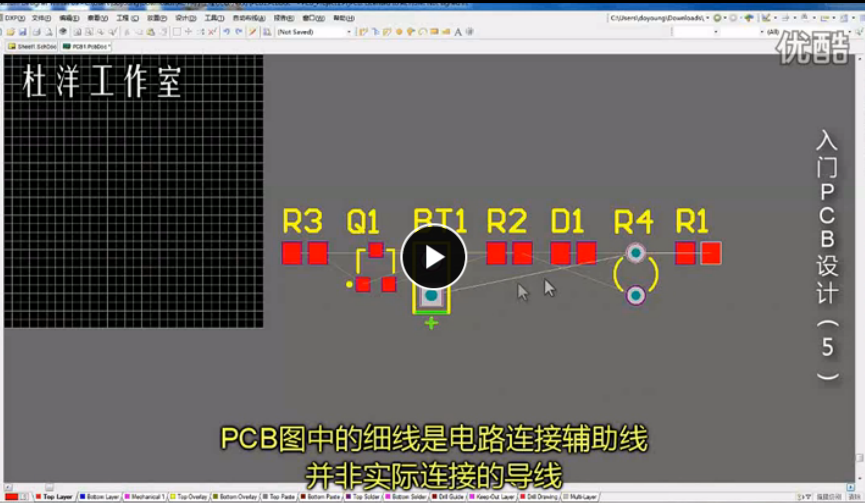 DXP(X) 文件(F) 编辑(E) 察看(V) 工程(C) 放置(P) 设计(D) 工具(T) 自动布线(A) 报告(R) 窗口(W) 帮助(H)
C:\Users\doyoung\Downloads\
(Not Saved)
(All)
Sheet1.SchDoc PCB1.PcbDoc *
优酷
杜洋工作室
入门PCB设计(5)
R3 Q1 BT1 R2 D1 R4 R1
+
PCB图中的细线是电路连接辅助线
并非实际连接的导线
Top Layer Bottom Layer Mechanical 1 Top Overlay Bottom Overlay Top Paste Bottom Paste Top Solder Bottom Solder Drill Guide Keep-Out Layer Drill Drawing Multi-Layer